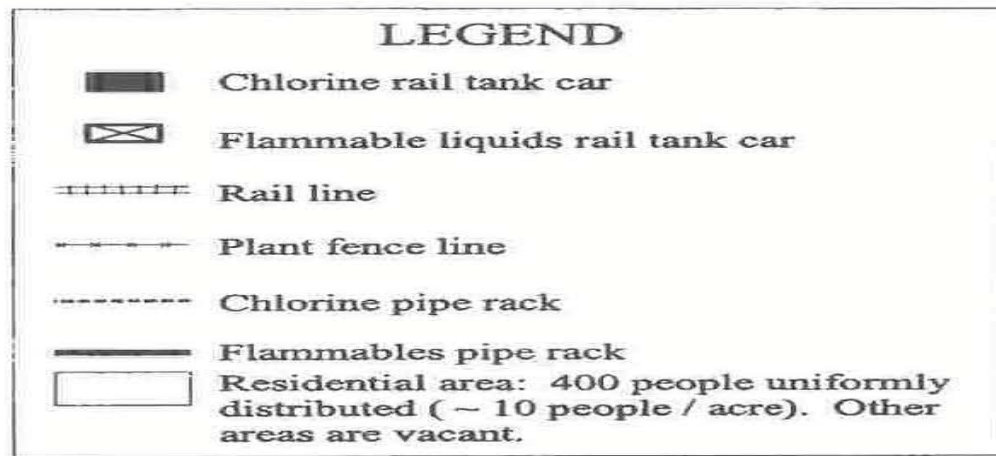 LEGEND
Chlorine rail tank car
Flammable liquids rail tank car
Rail line
Plant fence line
Chlorine pipe rack
Flammables pipe rack
Residential area: 400 people uniformly
distributed ( ~ 10 people / acre). Other
areas are vacant.